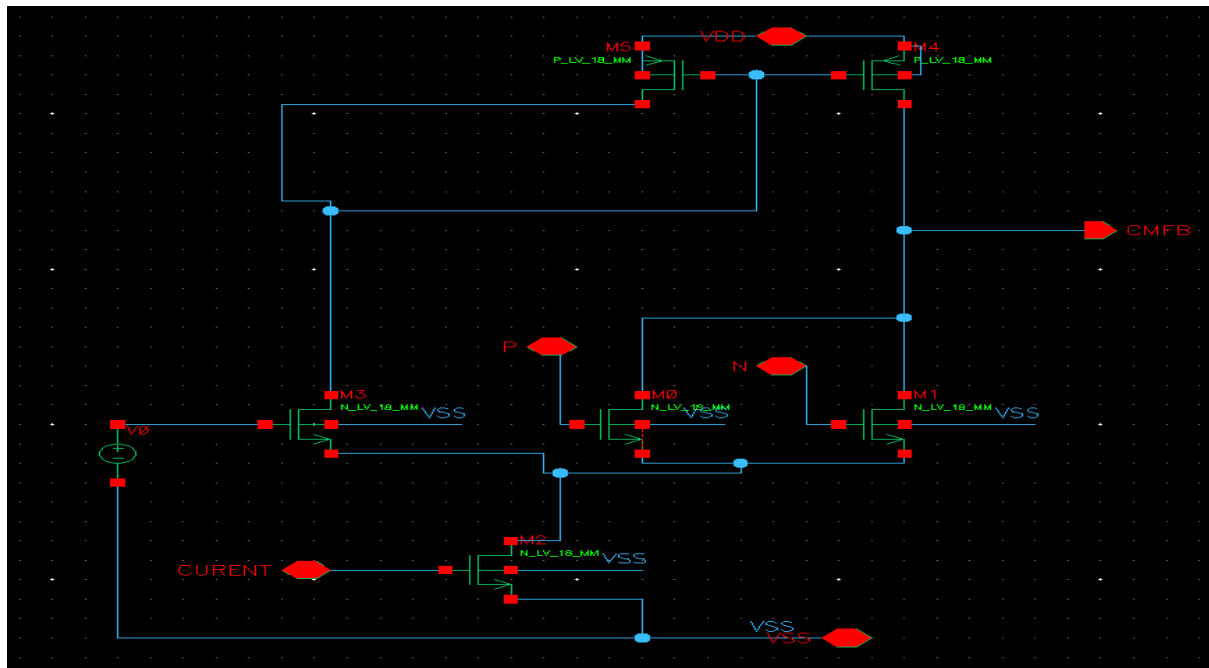 VDD
M5
M4
P_LV_18_MM
P_LV_18_MM
CMFB
P
N
M3
M0
M1
N_LV_18_MM
VSS
N_LV_18_MM
VSS
N_LV_18_MM
VSS
V0
M2
N_LV_18_MM
VSS
CURENT
VSS
VSS